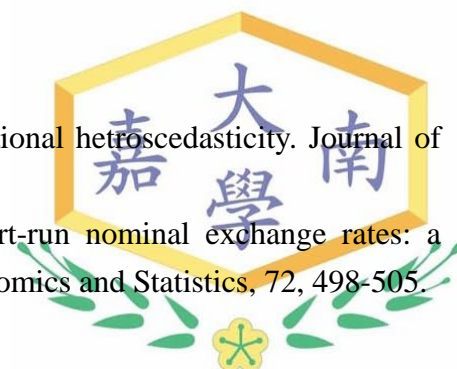 大
嘉 南
學
ional hetroscedasticity. Journal of
rt-run nominal exchange rates: a
omics and Statistics, 72, 498-505.